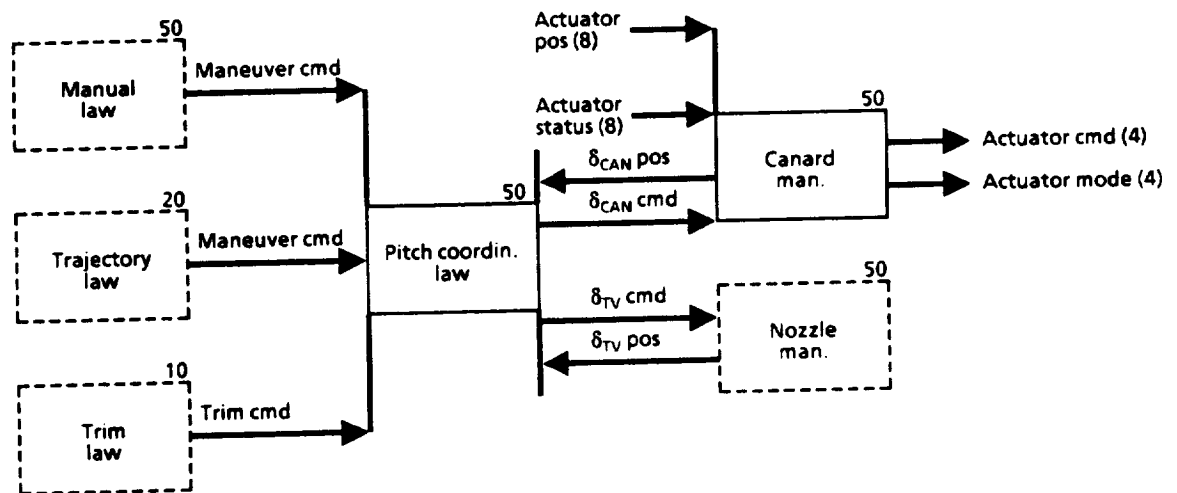 50
Manual
law
Maneuver cmd
20
Trajectory
law
Maneuver cmd
10
Trim
law
Trim cmd
50
Pitch coordin.
law
Actuator
pos (8)
Actuator
status (8)
δCAN pos
δCAN cmd
50
Canard
man.
Actuator cmd (4)
Actuator mode (4)
δTV cmd
δTV pos
50
Nozzle
man.